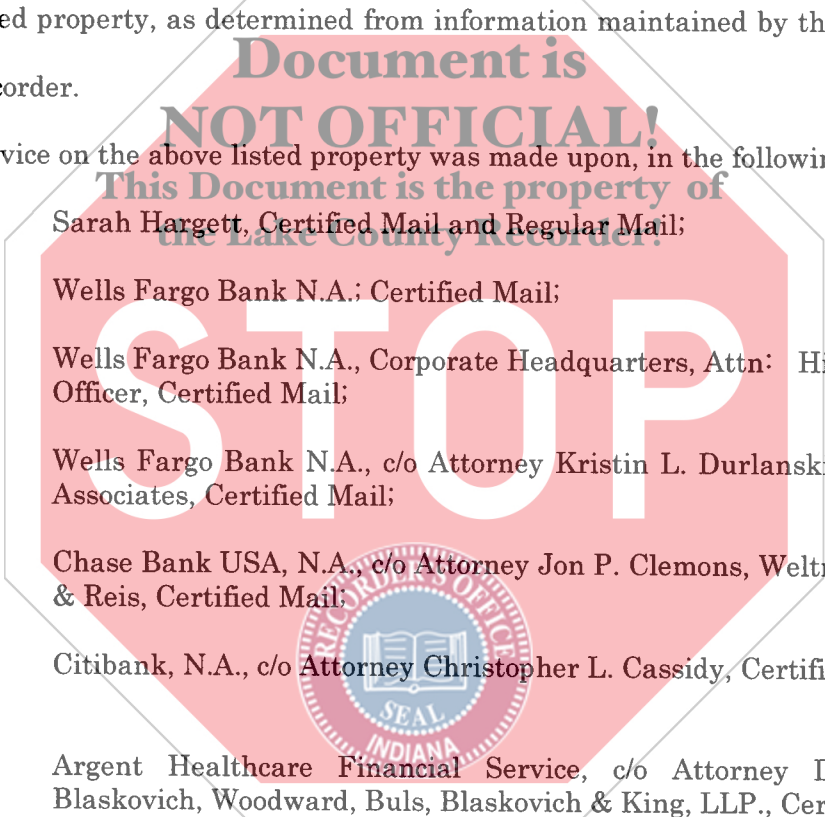 ed property, as determined from information maintained by th
Document is
corder.
NOT OFFICIAL!
vice on the above listed property was made upon, in the followin
This Document is the property of
Sarah Hargett, Certified Mail and Regular Mail;
the Lake County Recorder!
Wells Fargo Bank N.A.; Certified Mail;
STOP
Wells Fargo Bank N.A., Corporate Headquarters, Attn: Hi
Officer, Certified Mail;
Wells Fargo Bank N.A., c/o Attorney Kristin L. Durlanski
Associates, Certified Mail;
Chase Bank USA, N.A., c/o Attorney Jon P. Clemons, Welt
& Reis, Certified Mail;
RECORDER'S OFFICE
Citibank, N.A., c/o Attorney Christopher L. Cassidy, Certifi
SEAL
INDIANA
Argent Healthcare Financial Service, c/o Attorney D
Blaskovich, Woodward, Buls, Blaskovich & King, LLP., Cer